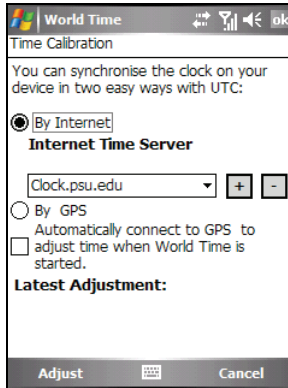 World Time ok
Time Calibration
You can synchronise the clock on your
device in two easy ways with UTC:
By Internet
Internet Time Server
Clock.psu.edu + -
By GPS
Automatically connect to GPS to
adjust time when World Time is
started.
Latest Adjustment:
Adjust Cancel